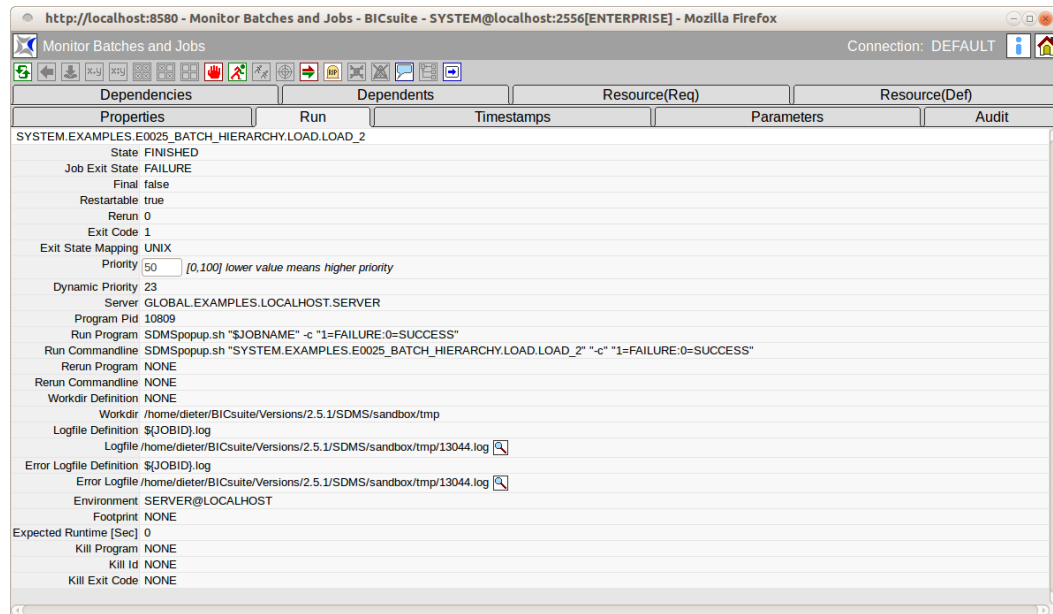 http://localhost:8580 - Monitor Batches and Jobs - BICsuite - SYSTEM@localhost:2556[ENTERPRISE] - Mozilla Firefox
Monitor Batches and Jobs Connection: DEFAULT
Dependencies Dependents Resource(Req) Resource(Def)
Properties Run Timestamps Parameters Audit
SYSTEM.EXAMPLES.E0025_BATCH_HIERARCHY.LOAD.LOAD_2
State FINISHED
Job Exit State FAILURE
Final false
Restartable true
Rerun 0
Exit Code 1
Exit State Mapping UNIX
Priority 50 [0,100] lower value means higher priority
Dynamic Priority 23
Server GLOBAL.EXAMPLES.LOCALHOST.SERVER
Program Pid 10809
Run Program SDMSpopup.sh "$JOBNAME" -c "1=FAILURE:0=SUCCESS"
Run Commandline SDMSpopup.sh "SYSTEM.EXAMPLES.E0025_BATCH_HIERARCHY.LOAD.LOAD_2" "-c" "1=FAILURE:0=SUCCESS"
Rerun Program NONE
Rerun Commandline NONE
Workdir Definition NONE
Workdir /home/dieter/BICsuite/Versions/2.5.1/SDMS/sandbox/tmp
Logfile Definition ${JOBID}.log
Logfile /home/dieter/BICsuite/Versions/2.5.1/SDMS/sandbox/tmp/13044.log
Error Logfile Definition ${JOBID}.log
Error Logfile /home/dieter/BICsuite/Versions/2.5.1/SDMS/sandbox/tmp/13044.log
Environment SERVER@LOCALHOST
Footprint NONE
Expected Runtime [Sec] 0
Kill Program NONE
Kill Id NONE
Kill Exit Code NONE